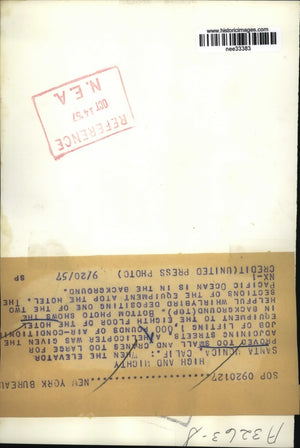 www.historicimages.com
nee33383
REFERENCE
OCT 14 '57
N.E.A.
SOP 0920127....NEW YORK BUREAU
HIGH AND MIGHTY
SANTA MONICA, CALIF.: WHEN THE ELEVATOR
PROVED TOO SMALL AND CRANES TOO LARGE FOR
ADJOINING STREETS, A HELICOPTER WAS GIVEN THE
JOB OF LIFTING 1,000 POUNDS OF AIR-CONDITIONI
EQUIPMENT TO THE EIGHTH FLOOR OF THE HOTEL
IN BACKGROUND (TOP). BOTTOM PHOTO SHOWS THE
HELPFUL WHIRLYBIRD DEPOSITING ONE OF THE TWO
SECTIONS OF THE EQUIPMENT ATOP THE HOTEL. THE
PACIFIC OCEAN IS IN THE BACKGROUND.
NX-1
CREDIT(UNITED PRESS PHOTO) 9/20/57 SP